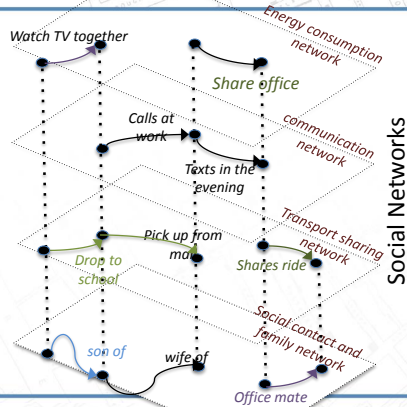 Energy consumption
network
Watch TV together
Share office
communication
network
Calls at
work
Texts in the
evening
Transport sharing
network
Pick up from
Drop to
school
Shares ride
Social contact and
family network
son of
wife of
Office mate
Social Networks